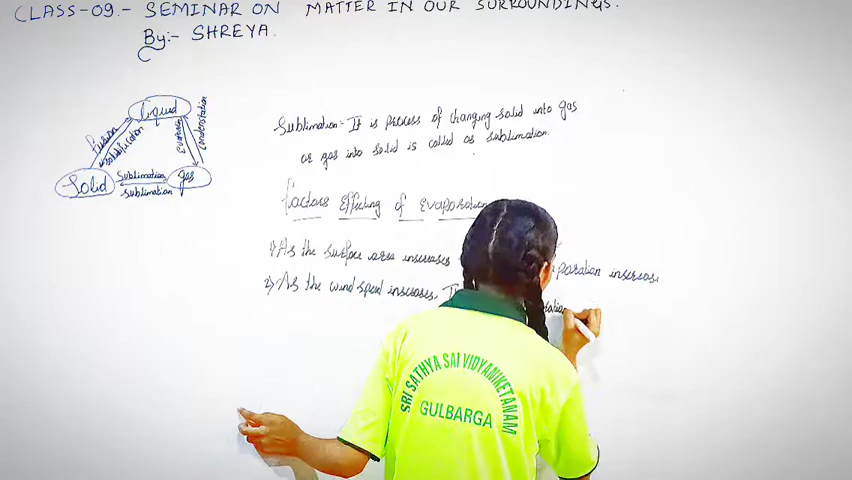 CLASS-09.- SEMINAR ON MATTER IN OUR SURROUNDINGS.
By:- SHREYA.
liquid
Fusion
Solidification
Condensation
Solid
Sublimation
gas
Sublimation
Sublimation:- It is process of changing solid into gas
or gas into solid is called as sublimation.
Factors Effecting of Evaporation
1) As the surface area increases
2) As the wind speed increases.
SRI SATHYA SAI VIDYANIKETANAM
GULBARGA